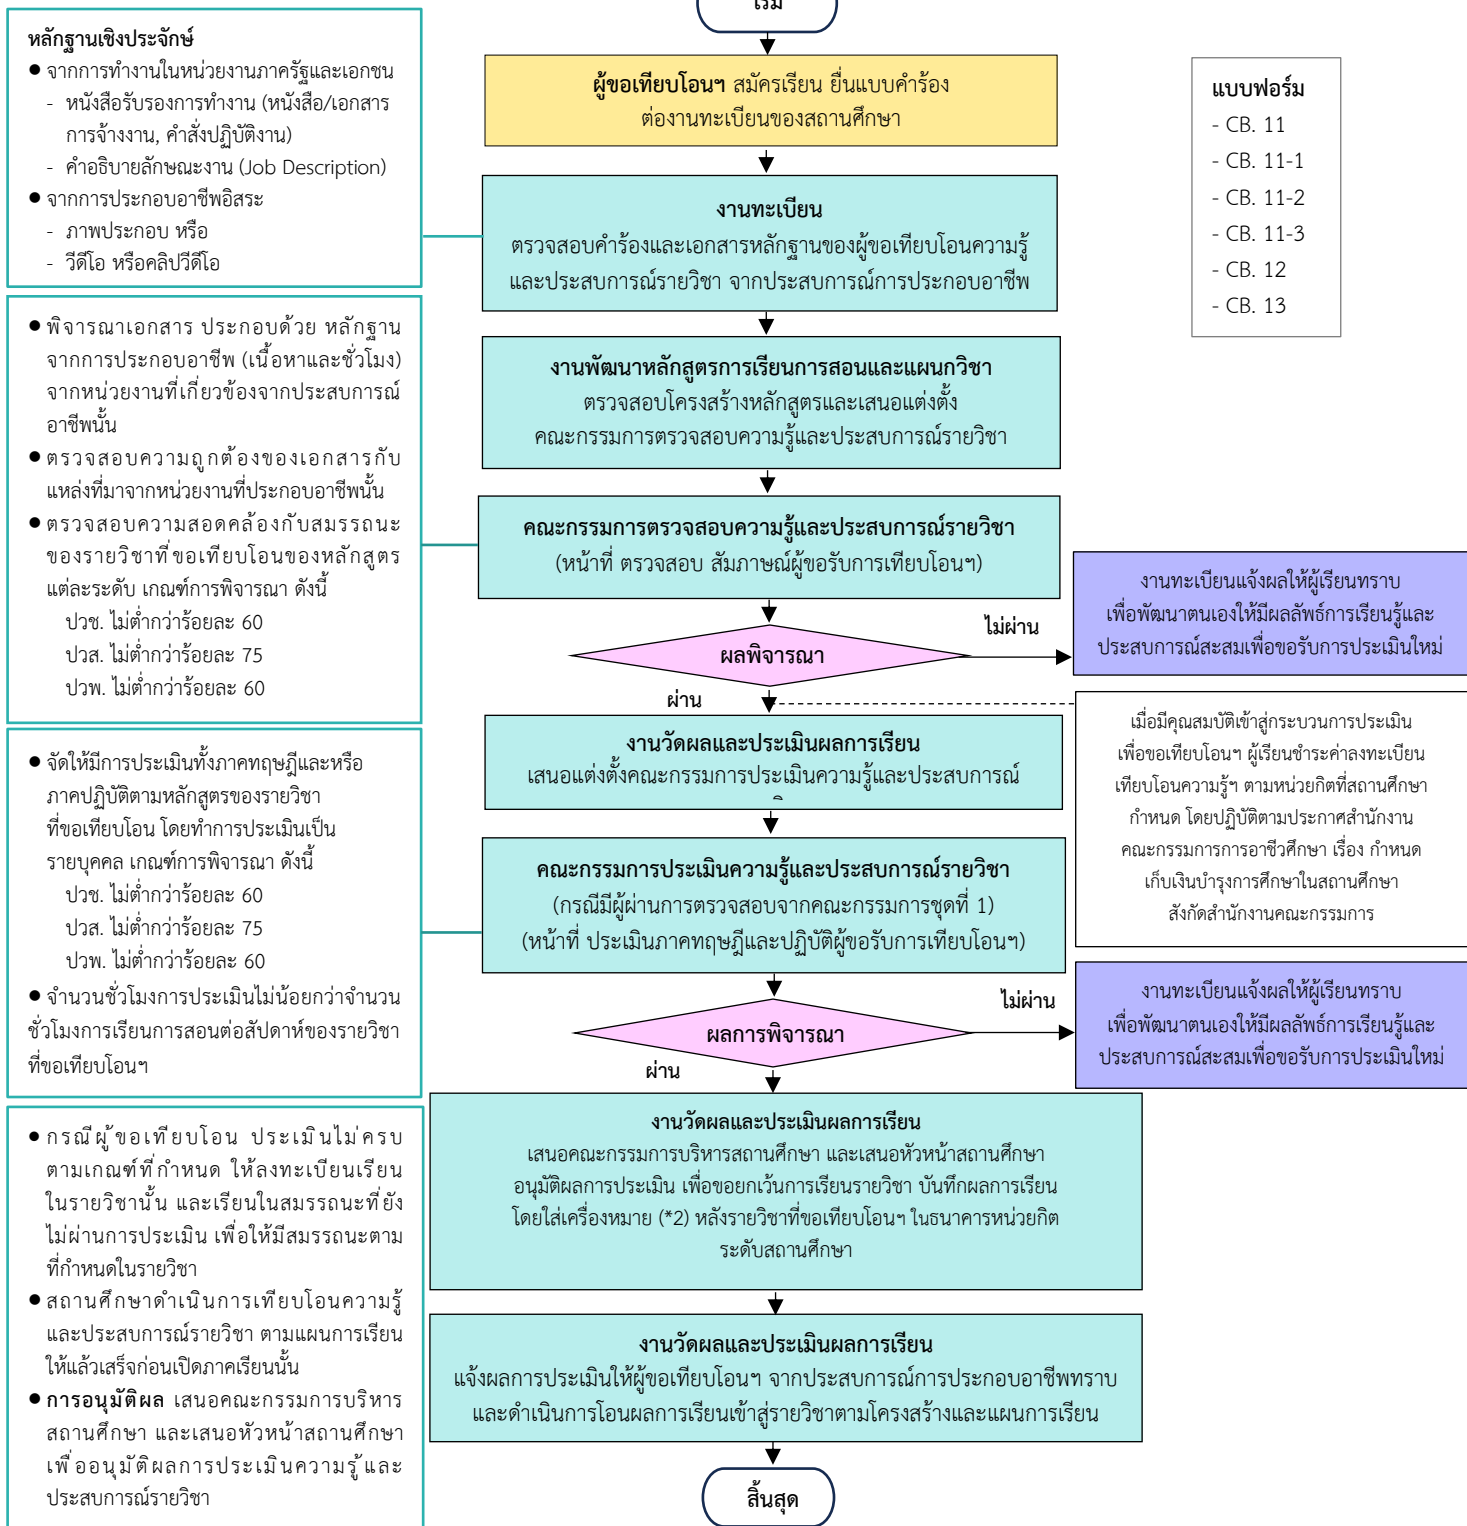 เริ่ม
ผู้ขอเทียบโอนฯ สมัครเรียน ยื่นแบบคำร้อง
ต่องานทะเบียนของสถานศึกษา
หลักฐานเชิงประจักษ์
● จากการทำงานในหน่วยงานภาครัฐและเอกชน
- หนังสือรับรองการทำงาน (หนังสือ/เอกสาร
การจ้างงาน, คำสั่งปฏิบัติงาน)
- คำอธิบายลักษณะงาน (Job Description)
● จากการประกอบอาชีพอิสระ
- ภาพประกอบ หรือ
- วีดีโอ หรือคลิปวีดีโอ
แบบฟอร์ม
- CB. 11
- CB. 11-1
- CB. 11-2
- CB. 11-3
- CB. 12
- CB. 13
งานทะเบียน
ตรวจสอบคำร้องและเอกสารหลักฐานของผู้ขอเทียบโอนความรู้
และประสบการณ์รายวิชา จากประสบการณ์การประกอบอาชีพ
● พิจารณาเอกสาร ประกอบด้วย หลักฐาน
จากการประกอบอาชีพ (เนื้อหาและชั่วโมง)
จากหน่วยงานที่เกี่ยวข้องจากประสบการณ์
อาชีพนั้น
● ตรวจสอบความถูกต้องของเอกสารกับ
แหล่งที่มาจากหน่วยงานที่ประกอบอาชีพนั้น
● ตรวจสอบความสอดคล้องกับสมรรถนะ
ของรายวิชาที่ขอเทียบโอนของหลักสูตร
แต่ละระดับ เกณฑ์การพิจารณา ดังนี้
ปวช. ไม่ต่ำกว่าร้อยละ 60
ปวส. ไม่ต่ำกว่าร้อยละ 75
ปวพ. ไม่ต่ำกว่าร้อยละ 60
งานพัฒนาหลักสูตรการเรียนการสอนและแผนกวิชา
ตรวจสอบโครงสร้างหลักสูตรและเสนอแต่งตั้ง
คณะกรรมการตรวจสอบความรู้และประสบการณ์รายวิชา
คณะกรรมการตรวจสอบความรู้และประสบการณ์รายวิชา
(หน้าที่ ตรวจสอบ สัมภาษณ์ผู้ขอรับการเทียบโอนฯ)
ผลพิจารณา
ไม่ผ่าน
งานทะเบียนแจ้งผลให้ผู้เรียนทราบ
เพื่อพัฒนาตนเองให้มีผลลัพธ์การเรียนรู้และ
ประสบการณ์สะสมเพื่อขอรับการประเมินใหม่
ผ่าน
งานวัดผลและประเมินผลการเรียน
เสนอแต่งตั้งคณะกรรมการประเมินความรู้และประสบการณ์
เมื่อมีคุณสมบัติเข้าสู่กระบวนการประเมิน
เพื่อขอเทียบโอนฯ ผู้เรียนชำระค่าลงทะเบียน
เทียบโอนความรู้ฯ ตามหน่วยกิตที่สถานศึกษา
กำหนด โดยปฏิบัติตามประกาศสำนักงาน
คณะกรรมการการอาชีวศึกษา เรื่อง กำหนด
เก็บเงินบำรุงการศึกษาในสถานศึกษา
สังกัดสำนักงานคณะกรรมการ
● จัดให้มีการประเมินทั้งภาคทฤษฎีและหรือ
ภาคปฏิบัติตามหลักสูตรของรายวิชา
ที่ขอเทียบโอน โดยทำการประเมินเป็น
รายบุคคล เกณฑ์การพิจารณา ดังนี้
ปวช. ไม่ต่ำกว่าร้อยละ 60
ปวส. ไม่ต่ำกว่าร้อยละ 75
ปวพ. ไม่ต่ำกว่าร้อยละ 60
● จำนวนชั่วโมงการประเมินไม่น้อยกว่าจำนวน
ชั่วโมงการเรียนการสอนต่อสัปดาห์ของรายวิชา
ที่ขอเทียบโอนฯ
คณะกรรมการประเมินความรู้และประสบการณ์รายวิชา
(กรณีมีผู้ผ่านการตรวจสอบจากคณะกรรมการชุดที่ 1)
(หน้าที่ ประเมินภาคทฤษฎีและปฏิบัติผู้ขอรับการเทียบโอนฯ)
ผลการพิจารณา
ไม่ผ่าน
งานทะเบียนแจ้งผลให้ผู้เรียนทราบ
เพื่อพัฒนาตนเองให้มีผลลัพธ์การเรียนรู้และ
ประสบการณ์สะสมเพื่อขอรับการประเมินใหม่
ผ่าน
งานวัดผลและประเมินผลการเรียน
เสนอคณะกรรมการบริหารสถานศึกษา และเสนอหัวหน้าสถานศึกษา
อนุมัติผลการประเมิน เพื่อขอยกเว้นการเรียนรายวิชา บันทึกผลการเรียน
โดยใส่เครื่องหมาย (*2) หลังรายวิชาที่ขอเทียบโอนฯ ในธนาคารหน่วยกิต
ระดับสถานศึกษา
● กรณีผู้ขอเทียบโอน ประเมินไม่ครบ
ตามเกณฑ์ที่กำหนด ให้ลงทะเบียนเรียน
ในรายวิชานั้น และเรียนในสมรรถนะที่ยัง
ไม่ผ่านการประเมิน เพื่อให้มีสมรรถนะตาม
ที่กำหนดในรายวิชา
● สถานศึกษาดำเนินการเทียบโอนความรู้
และประสบการณ์รายวิชา ตามแผนการเรียน
ให้แล้วเสร็จก่อนเปิดภาคเรียนนั้น
● การอนุมัติผล เสนอคณะกรรมการบริหาร
สถานศึกษา และเสนอหัวหน้าสถานศึกษา
เพื่ออนุมัติผลการประเมินความรู้และ
ประสบการณ์รายวิชา
งานวัดผลและประเมินผลการเรียน
แจ้งผลการประเมินให้ผู้ขอเทียบโอนฯ จากประสบการณ์การประกอบอาชีพทราบ
และดำเนินการโอนผลการเรียนเข้าสู่รายวิชาตามโครงสร้างและแผนการเรียน
สิ้นสุด